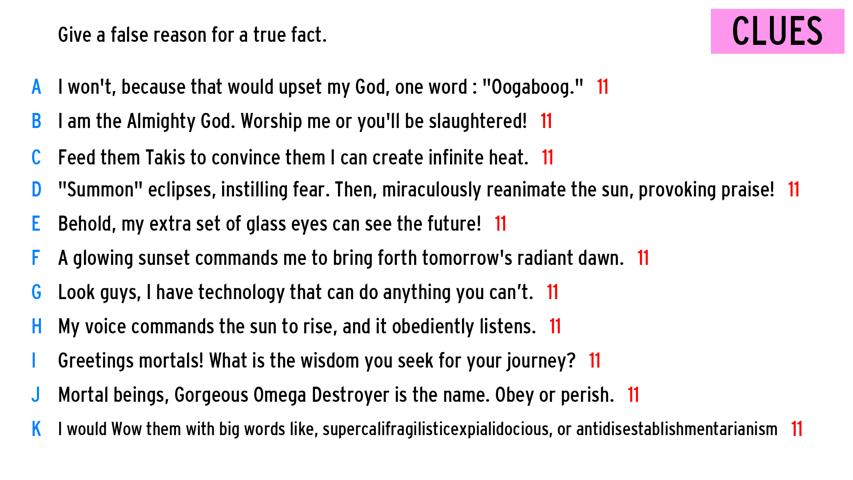 CLUES
Give a false reason for a true fact.
A I won't, because that would upset my God, one word : "Oogaboog." 11
B I am the Almighty God. Worship me or you'll be slaughtered! 11
C Feed them Takis to convince them I can create infinite heat. 11
D "Summon" eclipses, instilling fear. Then, miraculously reanimate the sun, provoking praise! 11
E Behold, my extra set of glass eyes can see the future! 11
F A glowing sunset commands me to bring forth tomorrow's radiant dawn. 11
G Look guys, I have technology that can do anything you can’t. 11
H My voice commands the sun to rise, and it obediently listens. 11
I Greetings mortals! What is the wisdom you seek for your journey? 11
J Mortal beings, Gorgeous Omega Destroyer is the name. Obey or perish. 11
K I would Wow them with big words like, supercalifragilisticexpialidocious, or antidisestablishmentarianism 11